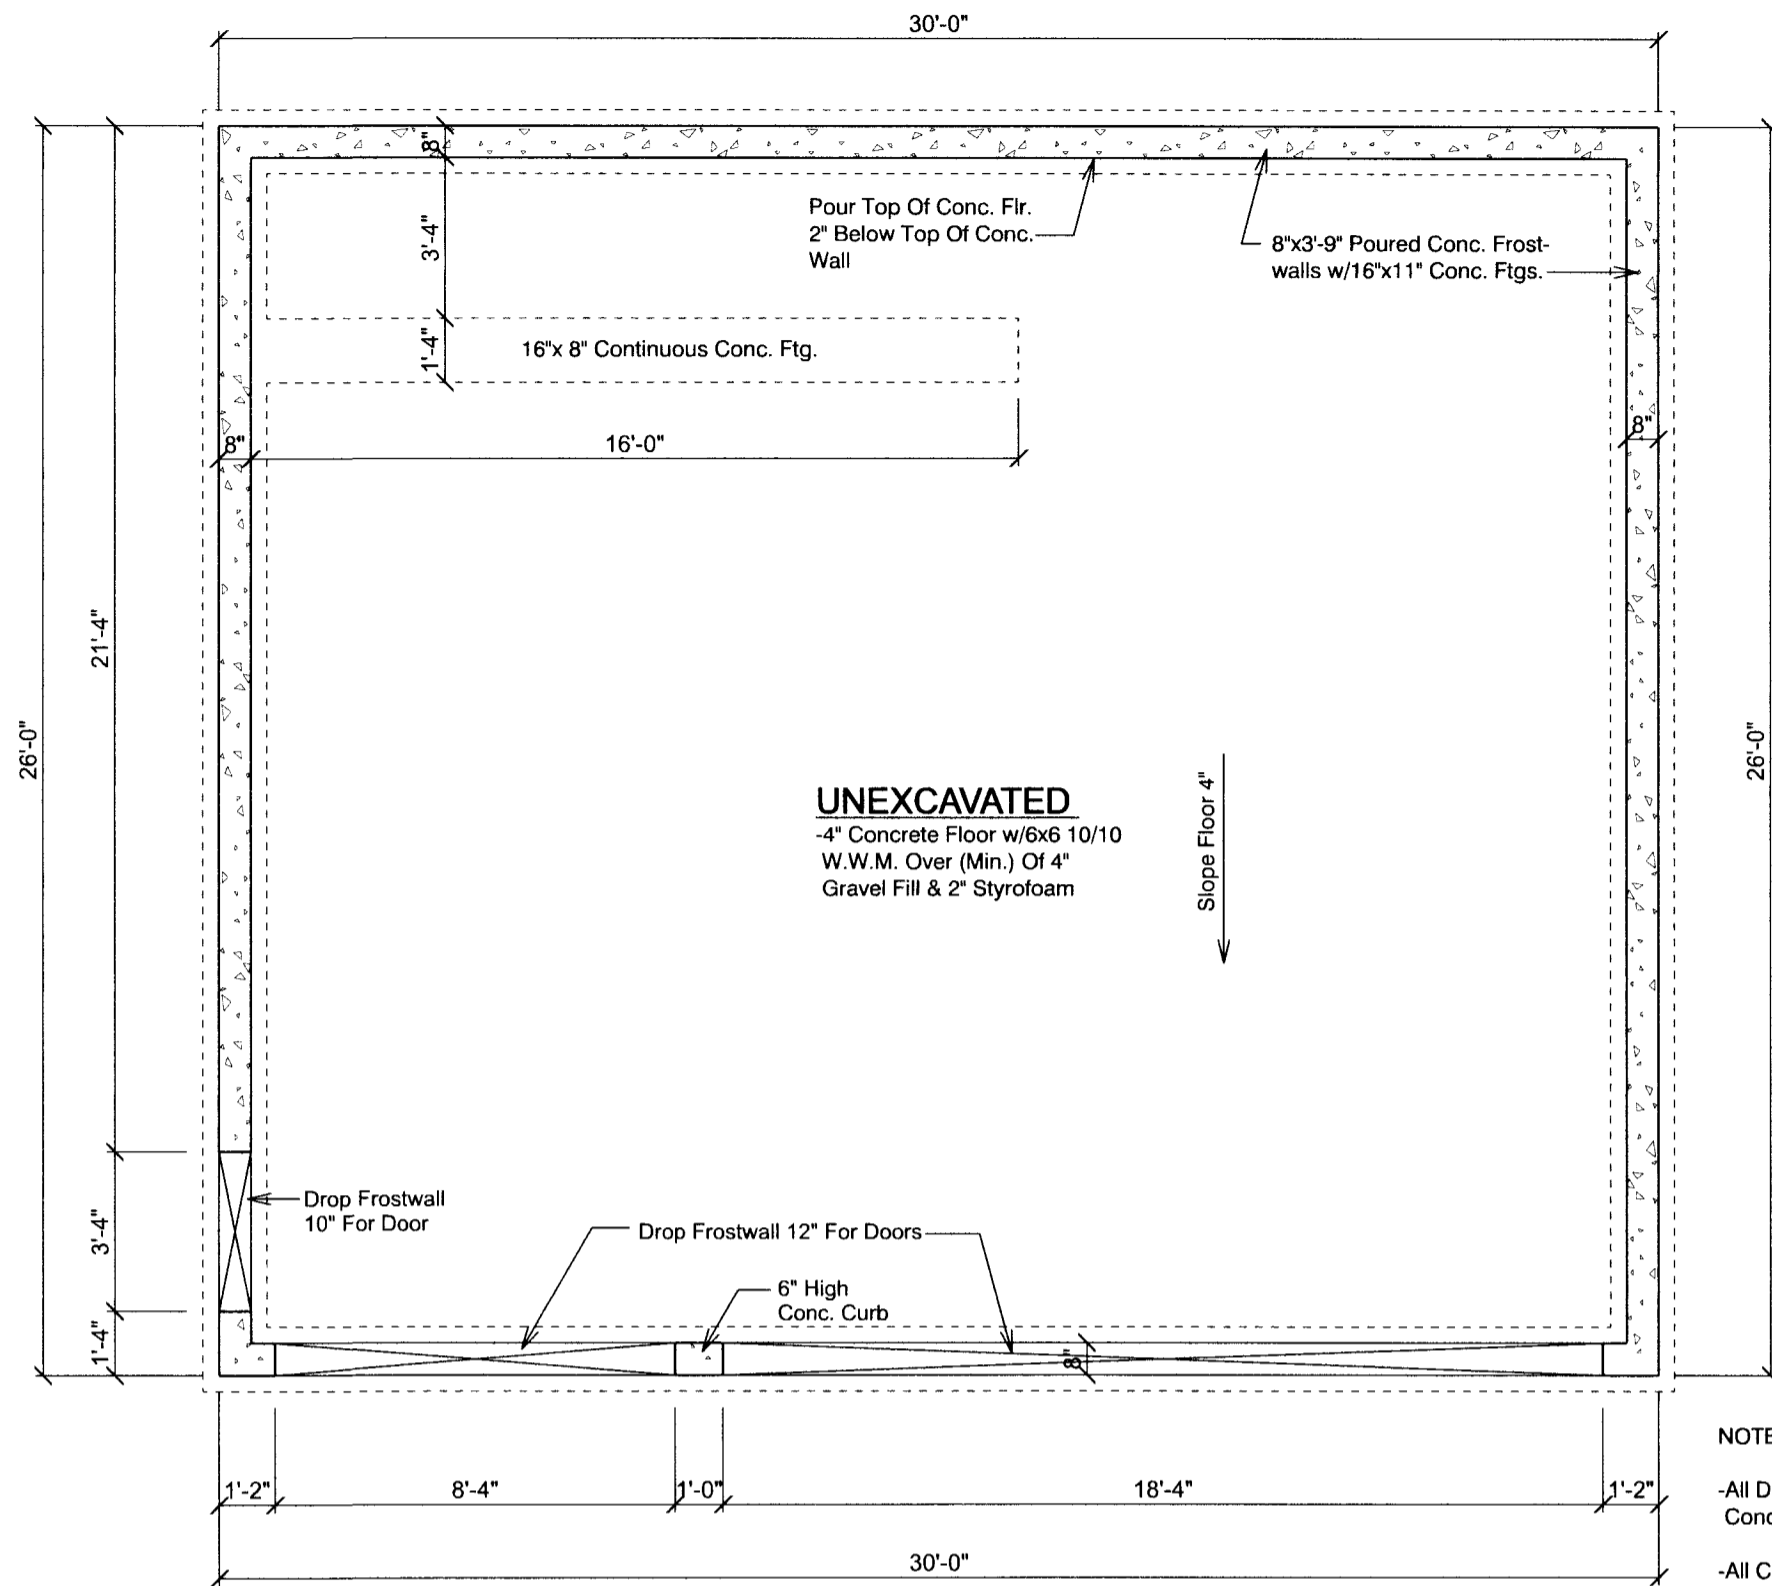 30'-0"
8"
3'-4"
1'-4"
Pour Top Of Conc. Flr.
2" Below Top Of Conc.
Wall
8"x3'-9" Poured Conc. Frost-
walls w/16"x11" Conc. Ftgs.
16"x 8" Continuous Conc. Ftg.
8"
16'-0"
8"
21'-4"
26'-0"
26'-0"
UNEXCAVATED
-4" Concrete Floor w/6x6 10/10
W.W.M. Over (Min.) Of 4"
Gravel Fill & 2" Styrofoam
Slope Floor 4"
Drop Frostwall
10" For Door
3'-4"
Drop Frostwall 12" For Doors
6" High
Conc. Curb
1'-4"
8"
1'-2"
8'-4"
1'-0"
18'-4"
1'-2"
30'-0"
NOTE
-All D
Conc
-All C